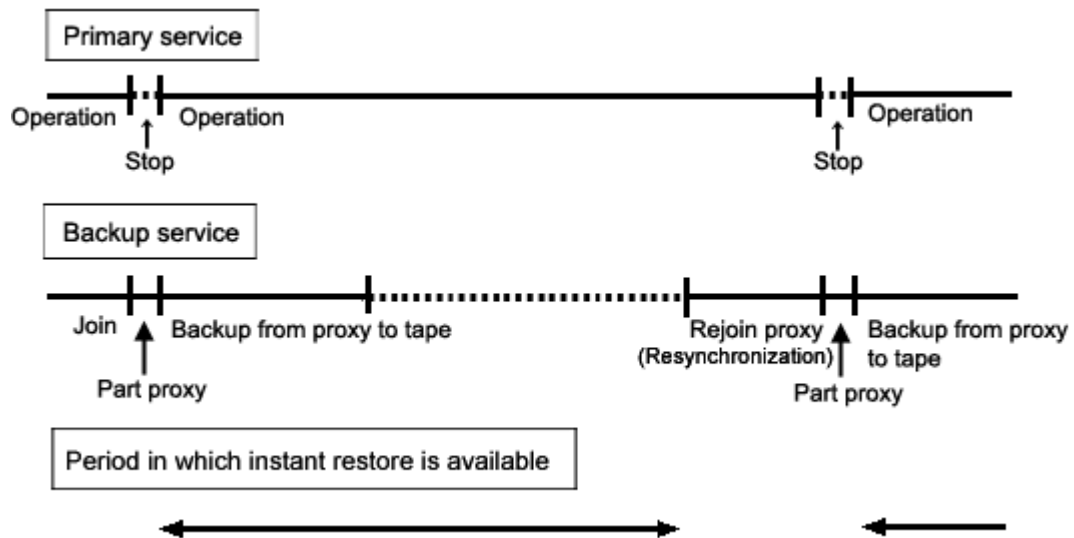 Primary service
Operation
Operation
Operation
Stop
Stop
Backup service
Join
Backup from proxy to tape
Rejoin proxy
(Resynchronization)
Backup from proxy
to tape
Part proxy
Part proxy
Period in which instant restore is available